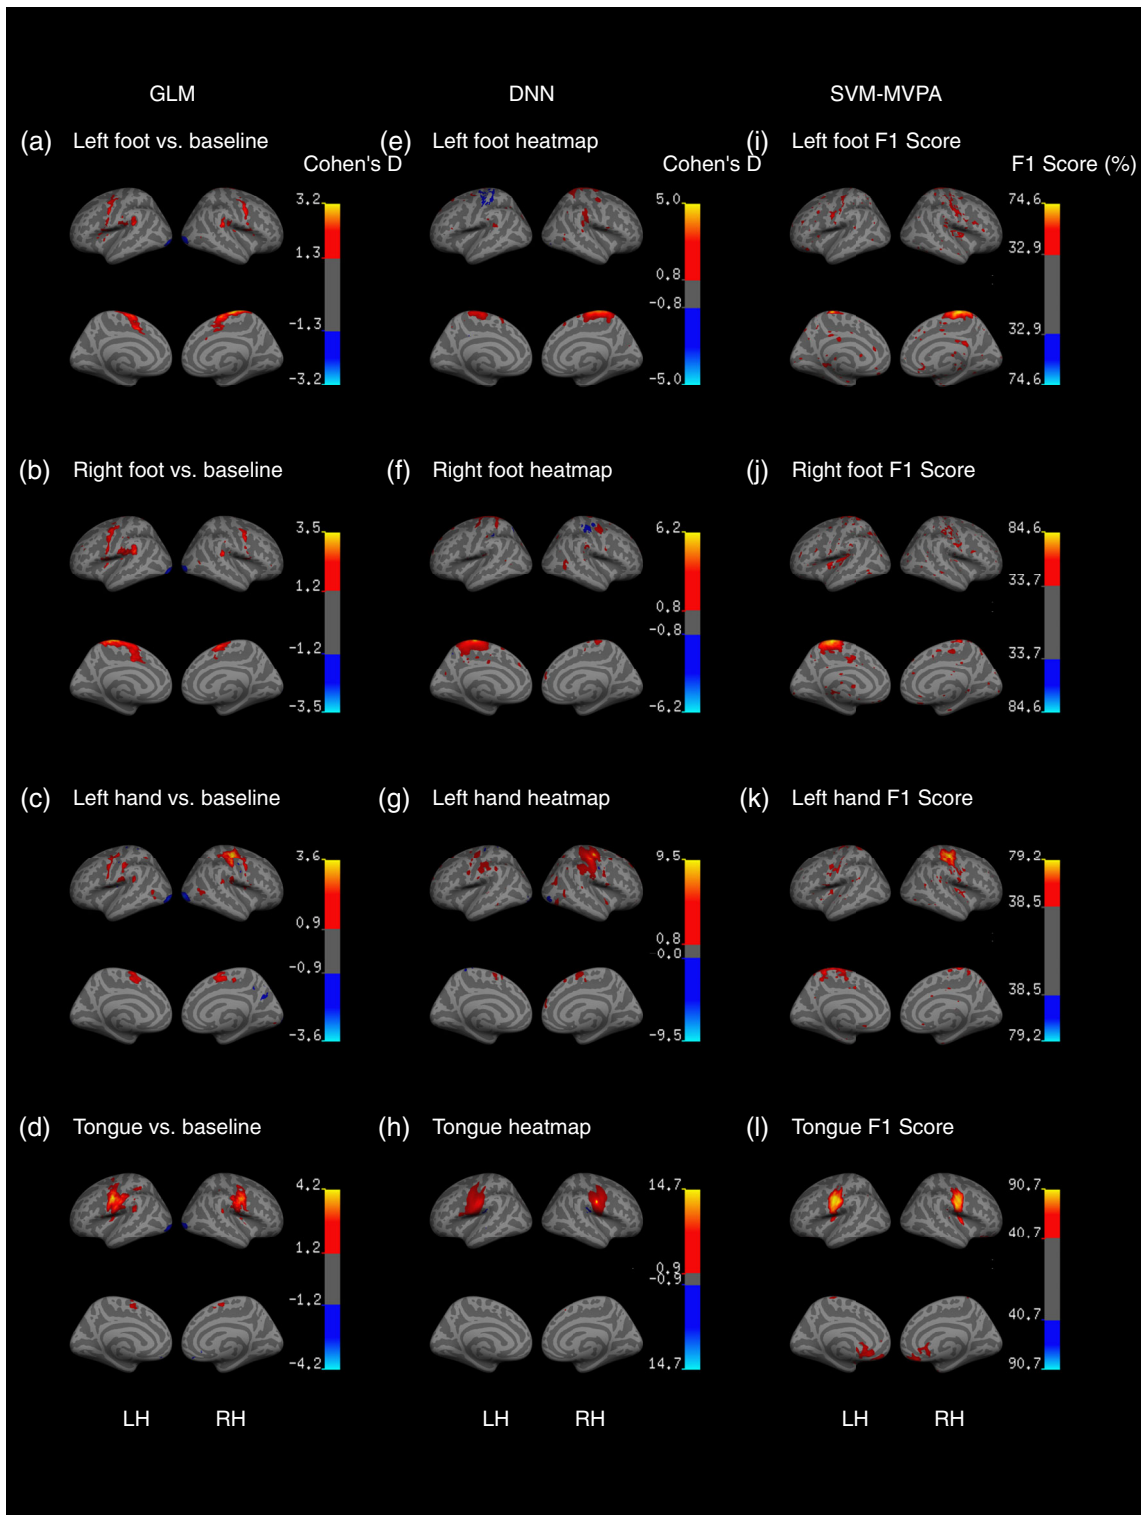 GLM DNN SVM-MVPA
(a) Left foot vs. baseline (e) Left foot heatmap (i) Left foot F1 Score
Cohen's D Cohen's D F1 Score (%)
3.2 5.0 74.6
1.3 0.8 32.9
-1.3 -0.8 32.9
-3.2 -5.0 74.6
(b) Right foot vs. baseline (f) Right foot heatmap (j) Right foot F1 Score
3.5 6.2 84.6
1.2 0.8 33.7
-1.2 -0.8 33.7
-3.5 -6.2 84.6
(c) Left hand vs. baseline (g) Left hand heatmap (k) Left hand F1 Score
3.6 9.5 79.2
0.9 0.8 38.5
-0.9 38.5
-3.6 -9.5 79.2
(d) Tongue vs. baseline (h) Tongue heatmap (l) Tongue F1 Score
4.2 14.7 90.7
1.2 0.9 40.7
-1.2 -0.9 40.7
-4.2 14.7 90.7
LH RH LH RH LH RH